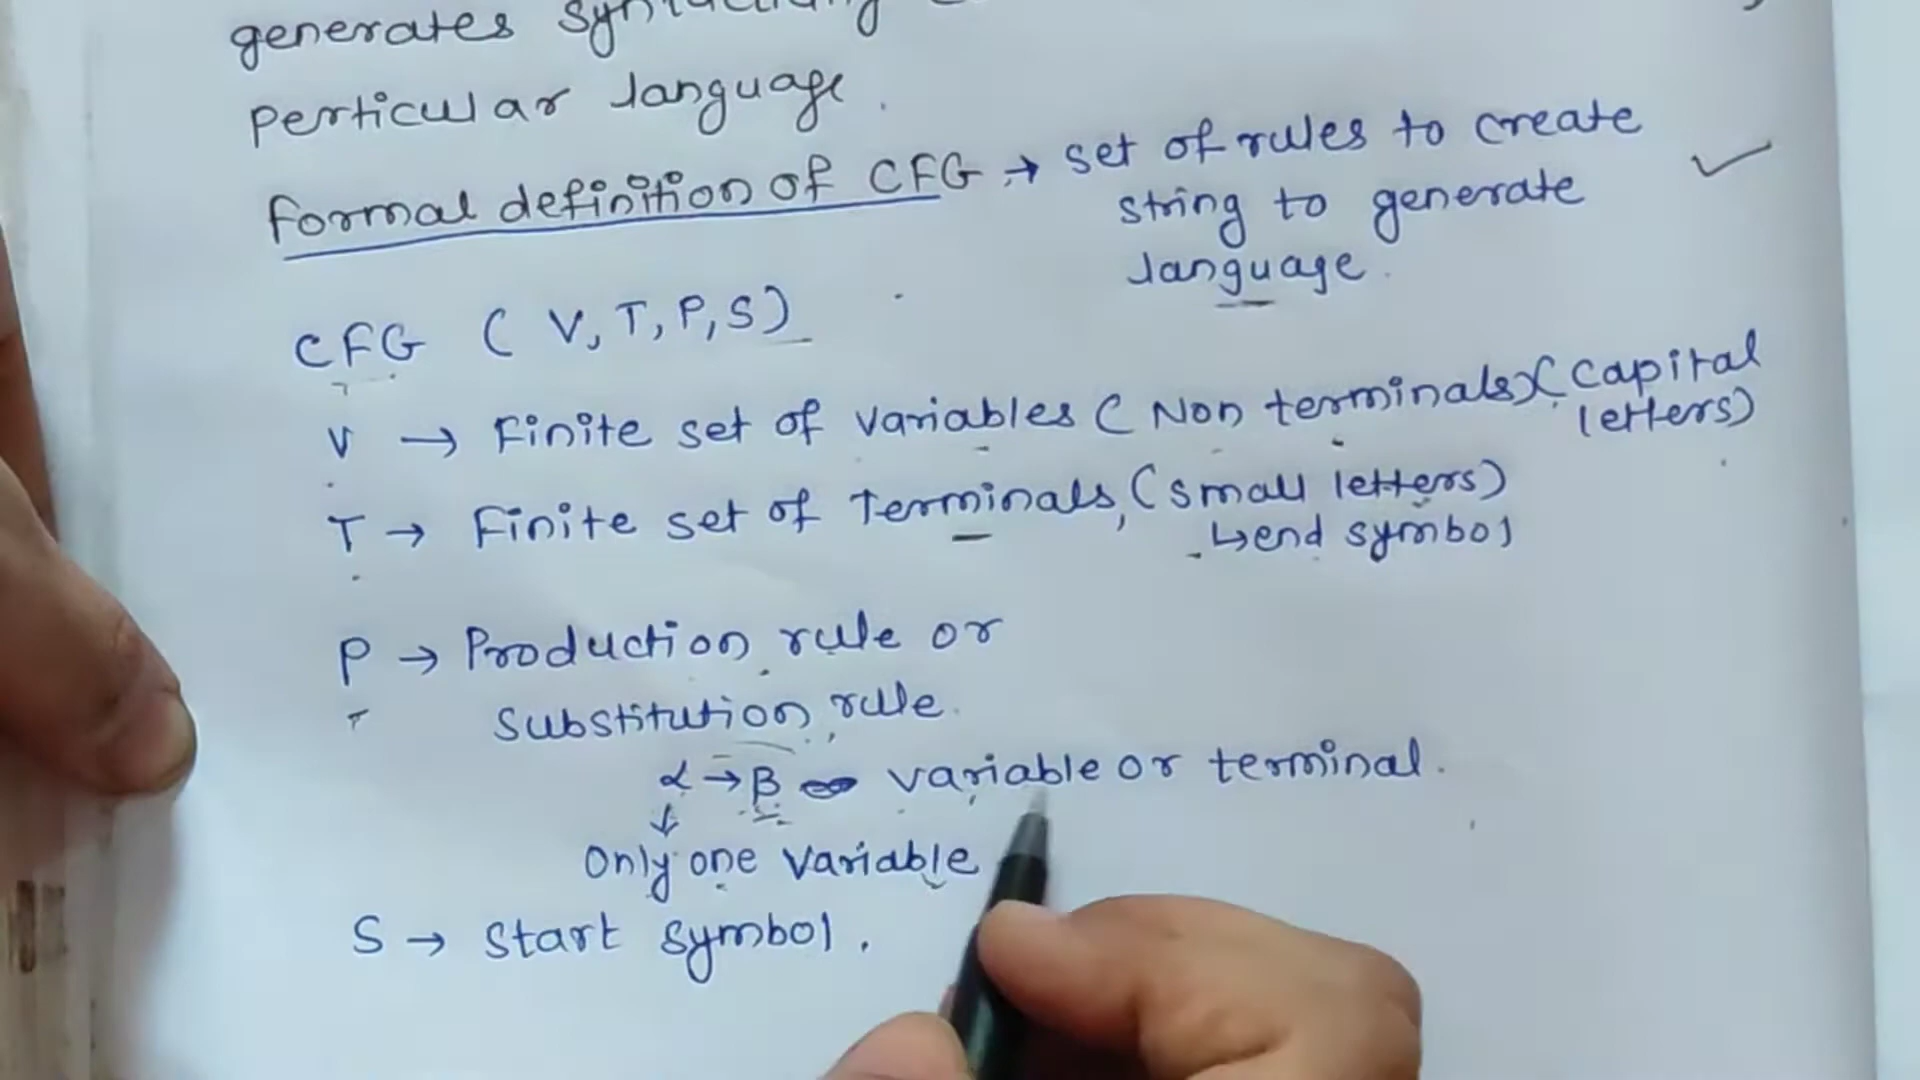 generates
perticular language.
formal definition of CFG → set of rules to create
string to generate
language.
CFG ( V, T, P, S)
V → Finite set of variables ( Non terminals) (capital
letters)
T → Finite set of Terminals, (small letters)
↳end symbol
P → Production rule or
Substitution rule.
α → β variable or terminal.
↓
Only one variable
S → start symbol.